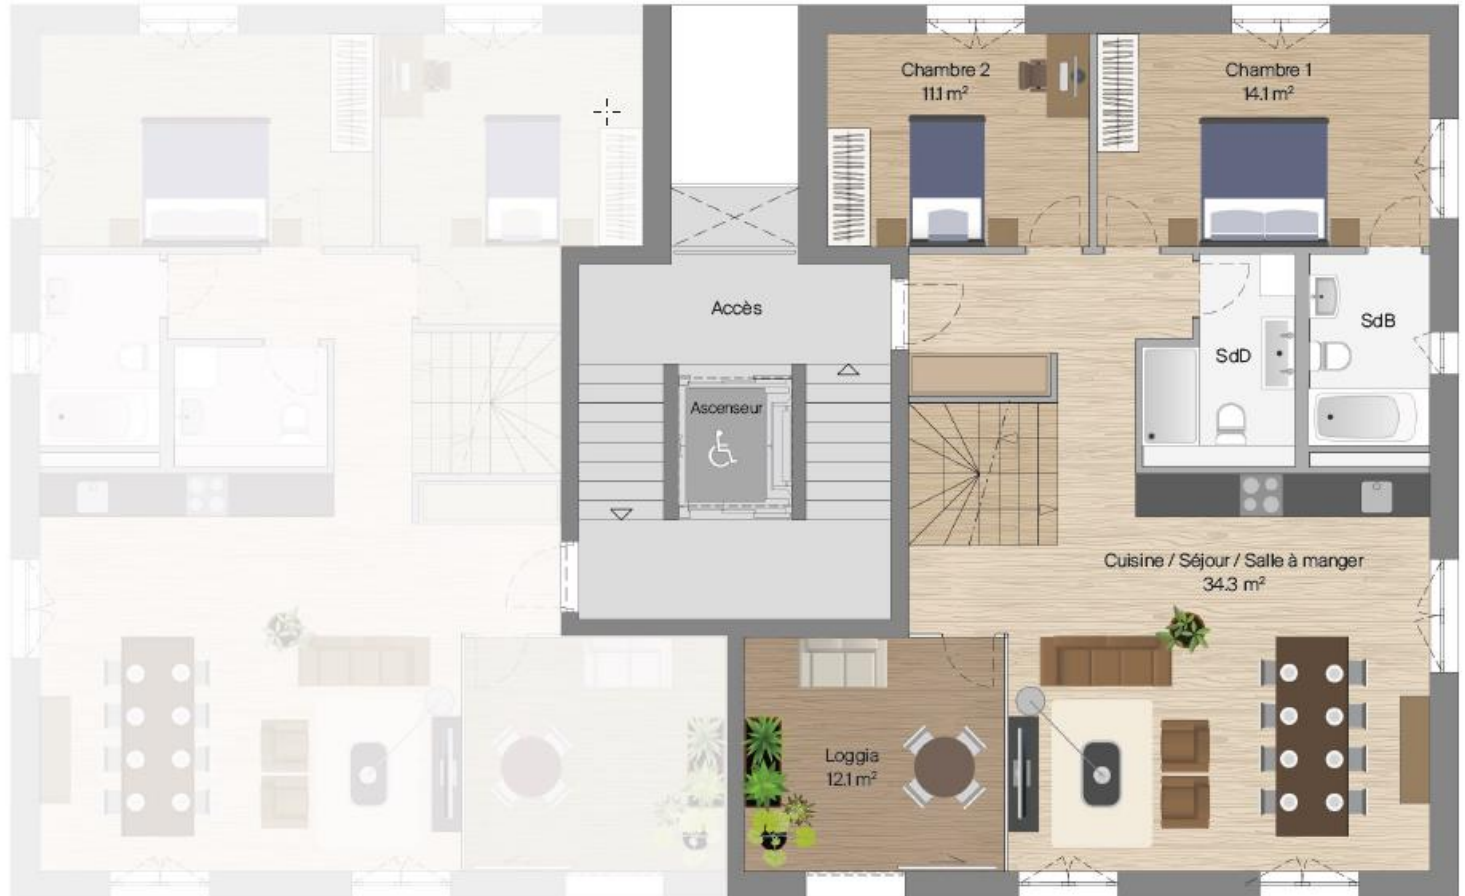 Chambre 2
11.1 m²
Chambre 1
14.1 m²
Accès
SdD
SdB
Ascenseur
Cuisine / Séjour / Salle à manger
34.3 m²
Loggia
12.1 m²